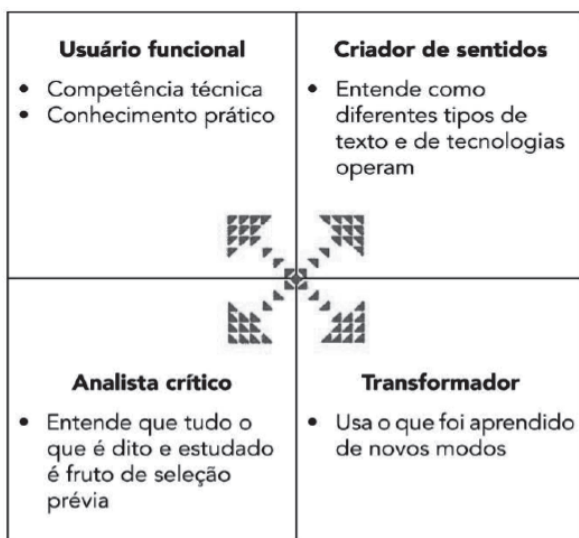 Usuário funcional
• Competência técnica
• Conhecimento prático
Criador de sentidos
• Entende como
diferentes tipos de
texto e de tecnologias
operam
Analista crítico
• Entende que tudo o
que é dito e estudado
é fruto de seleção
prévia
Transformador
• Usa o que foi aprendido
de novos modos